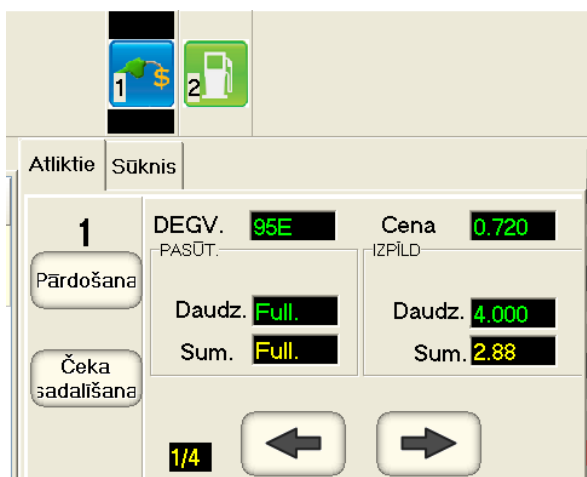 1 $ 2
Atliktie Sūknis
1 DEGV. 95E Cena 0.720
PASŪT. IZPĪLD
Pārdošana
Daudz. Full. Daudz. 4.000
Sum. Full. Sum. 2.88
Čeka
sadalīšana
1/4